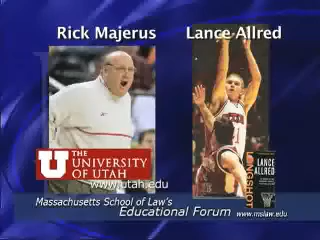 Rick Majerus
Lance Allred
U
THE
UNIVERSITY
OF UTAH
www.utah.edu
LONGSHOT
LANCE
ALLRED
Massachusetts School of Law's
Educational Forum www.mslaw.edu